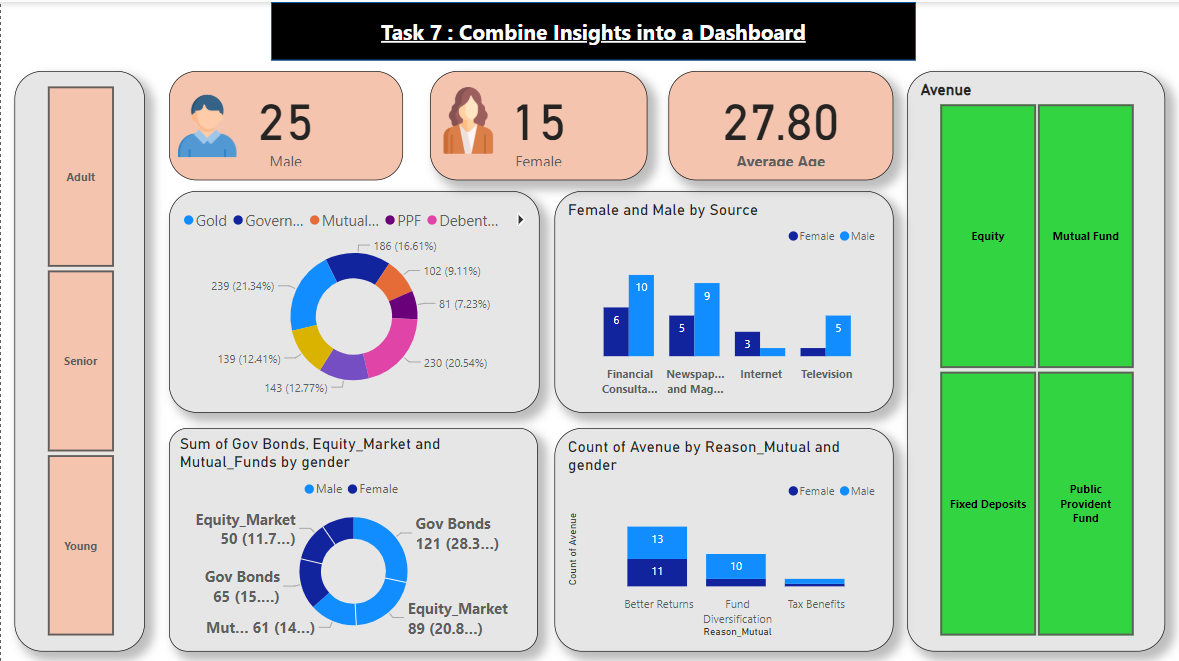 Task 7 : Combine Insights into a Dashboard
Adult
Senior
Young
25
Male
15
Female
27.80
Average Age
Gold Govern... Mutual... PPF Debent...
186 (16.61%)
102 (9.11%)
81 (7.23%)
230 (20.54%)
143 (12.77%)
139 (12.41%)
239 (21.34%)
Female and Male by Source
Female Male
6 10
5 9
3
5
Financial
Consulta...
Newspap...
and Mag...
Internet
Television
Sum of Gov Bonds, Equity_Market and
Mutual_Funds by gender
Male Female
Equity_Market
50 (11.7...)
Gov Bonds
121 (28.3...)
Gov Bonds
65 (15....)
Equity_Market
89 (20.8...)
Mut... 61 (14...)
Count of Avenue by Reason_Mutual and
gender
Female Male
Count of Avenue
13
11
10
Better Returns
Fund
Diversification
Tax Benefits
Reason_Mutual
Avenue
Equity
Mutual Fund
Fixed Deposits
Public
Provident
Fund